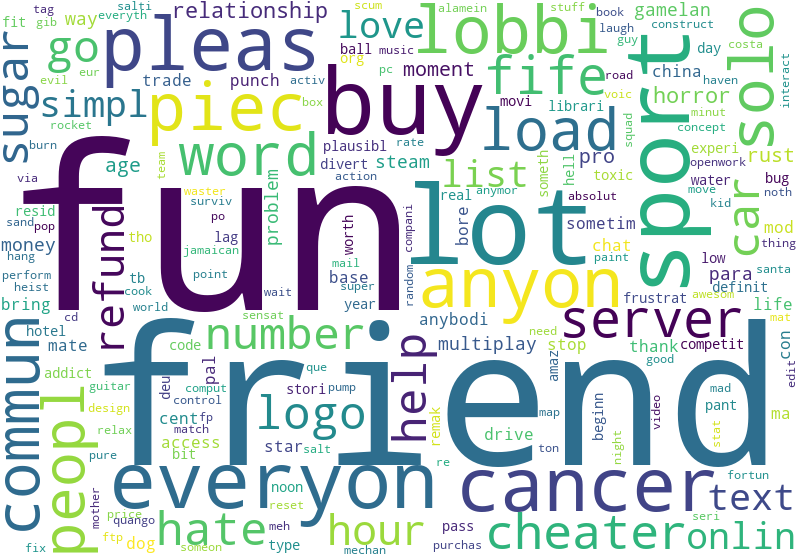 tag
salti
everyth
relationship
scum
alamein
stuff
book
gamelan
construct
fit
gib
way
love
lobbi
laugh
guy
costa
solo
sugar
go
pleas
evil
eur
trade
punch
activ
ball
music
org
pc
moment
fife
road
day
china
haven
interact
simpl
piec
box
buy
movi
librari
voic
sport
horror
minut
burn
rocket
word
plausibl
rate
load
pro
squad
concept
experi
car
rust
age
team
divert
steam
action
list
someth
hell
toxic
openwork
bug
via
fun
waster
surviv
problem
anymor
real
absolut
water
move
kid
noth
resid
sand
pop
tho
po
lag
worth
compani
lot
bore
sometim
mod
money
jamaican
chat
paint
thing
hang
tb
point
mail
base
random
anyon
low
para
santa
perform
heist
cook
super
definit
bring
refund
world
wait
year
frustrat
awesom
life
cd
sensat
server
hotel
number
anybodi
need
mat
mate
code
multiplay
stop
thank
competit
con
commun
friend
pal
que
help
amaz
good
edit
addict
deu
comput
stori
pump
mad
guitar
control
logo
remak
pant
peopl
design
cent
fp
map
beginn
video
ma
match
drive
relax
access
star
salt
night
stat
pure
bit
re
ton
everyon
noon
cancer
text
fortun
mother
reset
price
quango
hate
meh
hour
pass
cheater
onlin
seri
ftp
dog
someon
type
fix
mechan
purchas